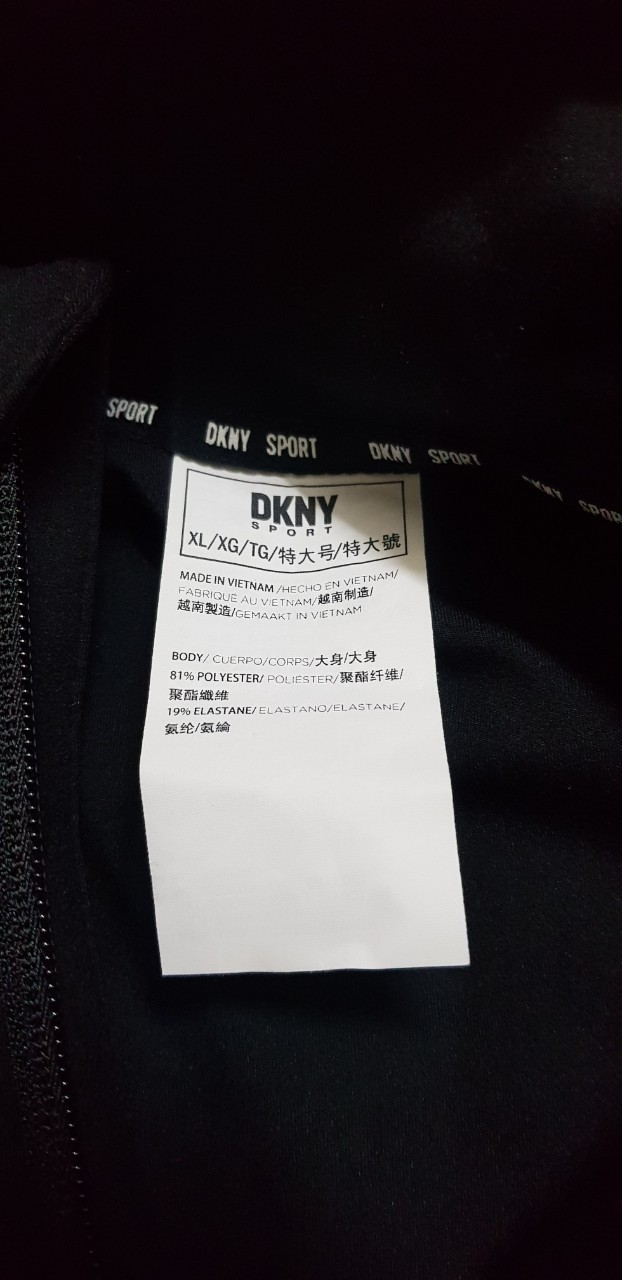 SPORT DKNY SPORT DKNY SPORT DKNY SPOR
DKNY
SPORT
XL/XG/TG/特大号/特大號
MADE IN VIETNAM /HECHO EN VIETNAM/
FABRIQUÉ AU VIETNAM/越南制造/
越南製造/GEMAAKT IN VIETNAM
BODY/ CUERPO/CORPS/大身/大身
81% POLYESTER/ POLIÉSTER/聚酯纤维/
聚酯纖維
19% ELASTANE/ ELASTANO/ELASTANE/
氨纶/氨綸